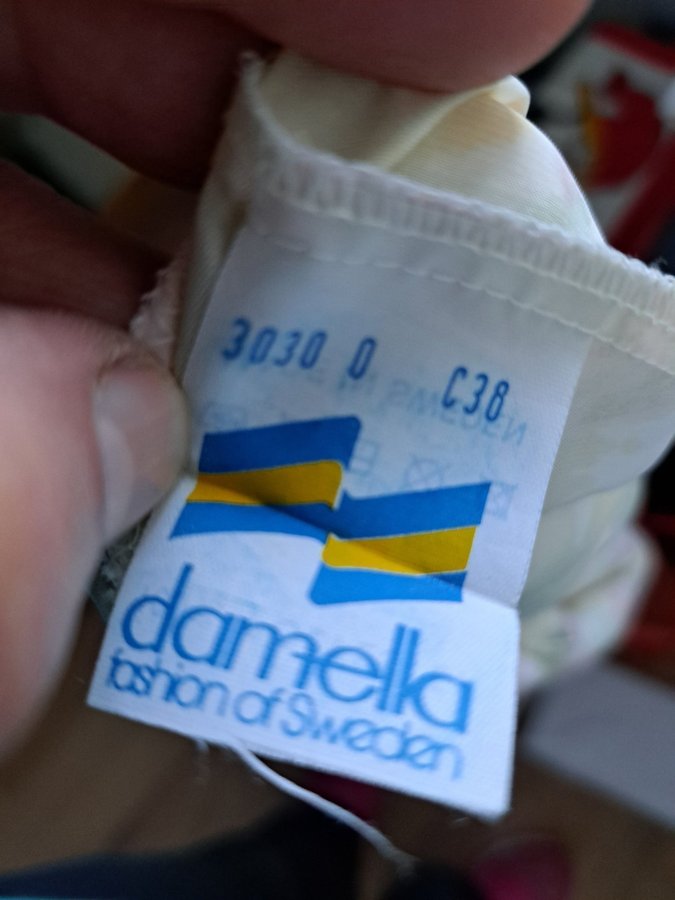 3030 0 C38
damella
fashion of Sweden